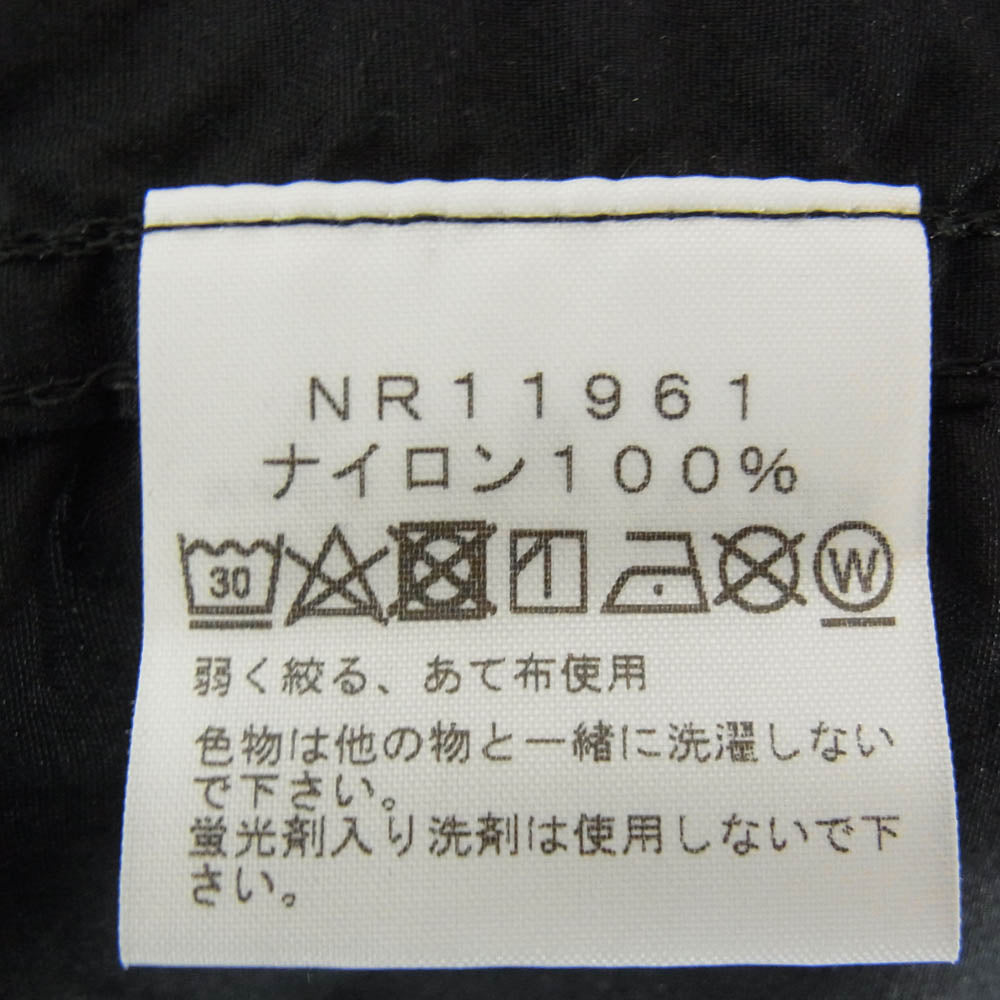 NR11961
ナイロン100%
30 W
弱く絞る、あて布使用
色物は他の物と一緒に洗濯しない
で下さい。
蛍光剤入り洗剤は使用しないで下
さい。